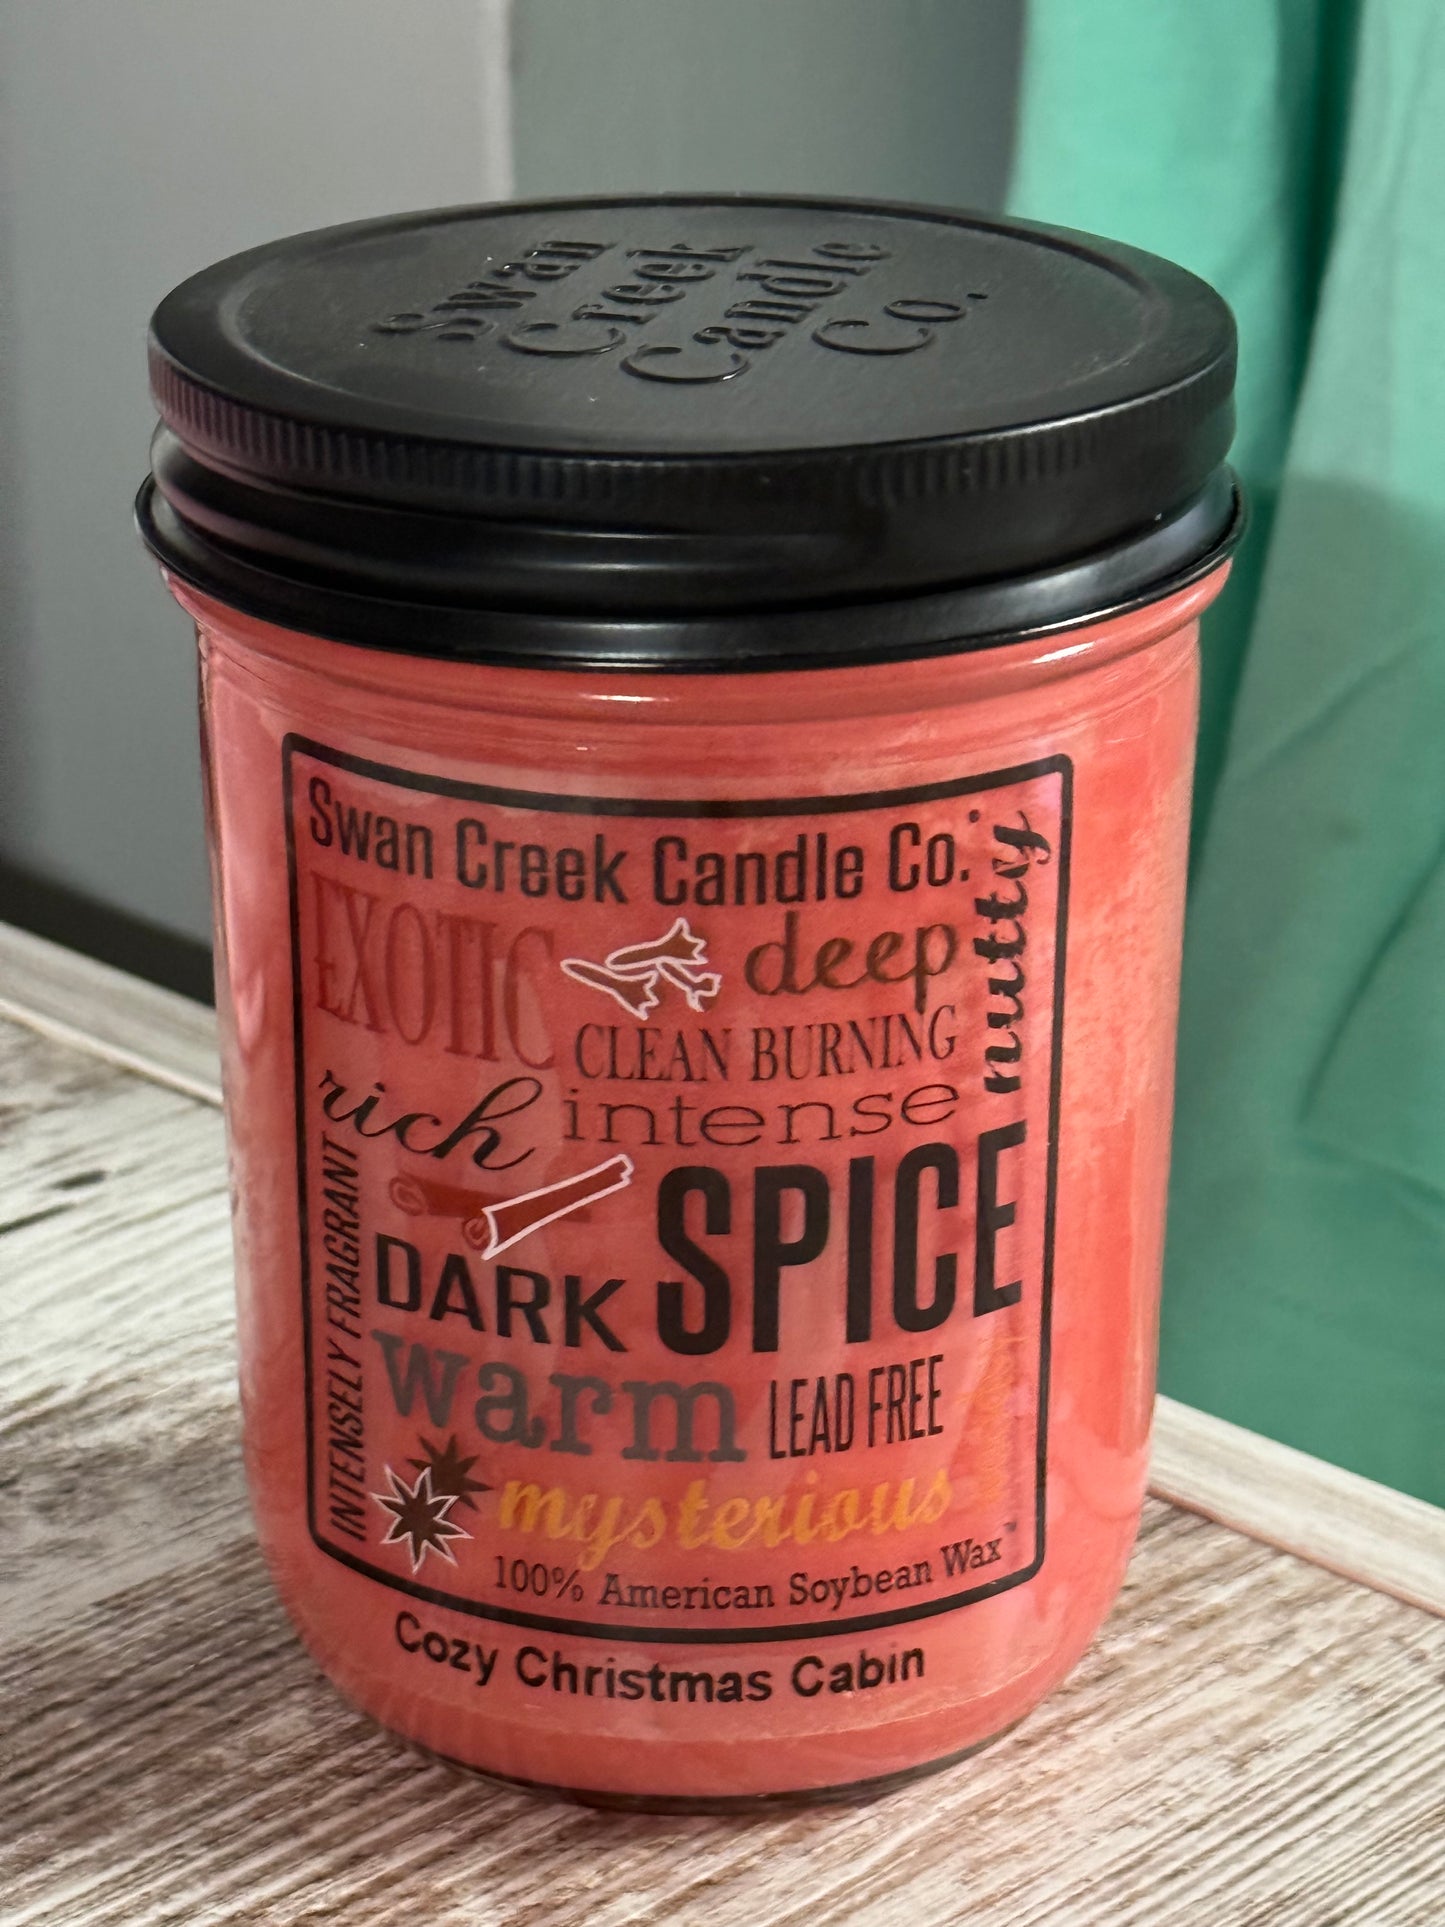 Swan
Creek
Candle
Co.
Swan Creek Candle Co.
EXOTIC
deep
nutty
CLEAN BURNING
rich
intense
INTENSELY FRAGRANT
DARK
SPICE
warm
LEAD FREE
mysterious
100% American Soybean Wax™
Cozy Christmas Cabin